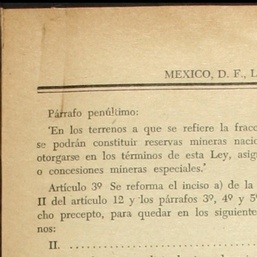 MEXICO, D. F., L
Párrafo penúltimo:
"En los terrenos a que se refiere la fracc
se podrán constituir reservas mineras naci
otorgarse en los términos de esta Ley, asig
o concesiones mineras especiales."
Artículo 3º Se reforma el inciso a) de la
II del artículo 12 y los párrafos 3º, 4º y 5º
cho precepto, para quedar en los siguiente
nos:
II. ..............................